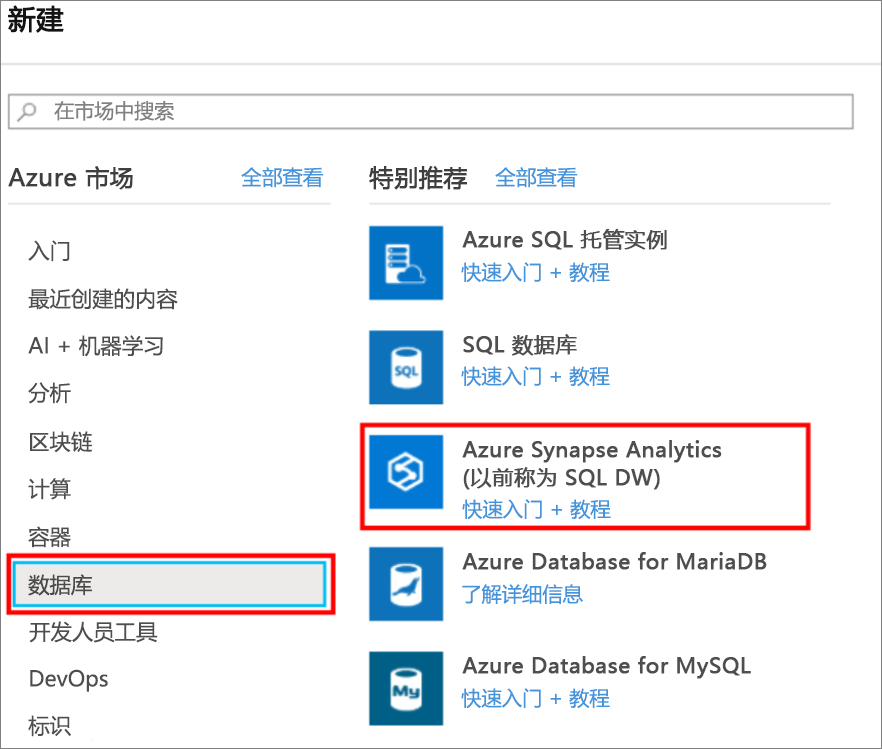 新建
在市场中搜索
Azure 市场
全部查看
入门
最近创建的内容
AI + 机器学习
分析
区块链
计算
容器
数据库
开发人员工具
DevOps
标识
特别推荐
全部查看
Azure SQL 托管实例
快速入门 + 教程
SQL
SQL 数据库
快速入门 + 教程
Azure Synapse Analytics
(以前称为 SQL DW)
快速入门 + 教程
Azure Database for MariaDB
了解详细信息
My
Azure Database for MySQL
快速入门 + 教程